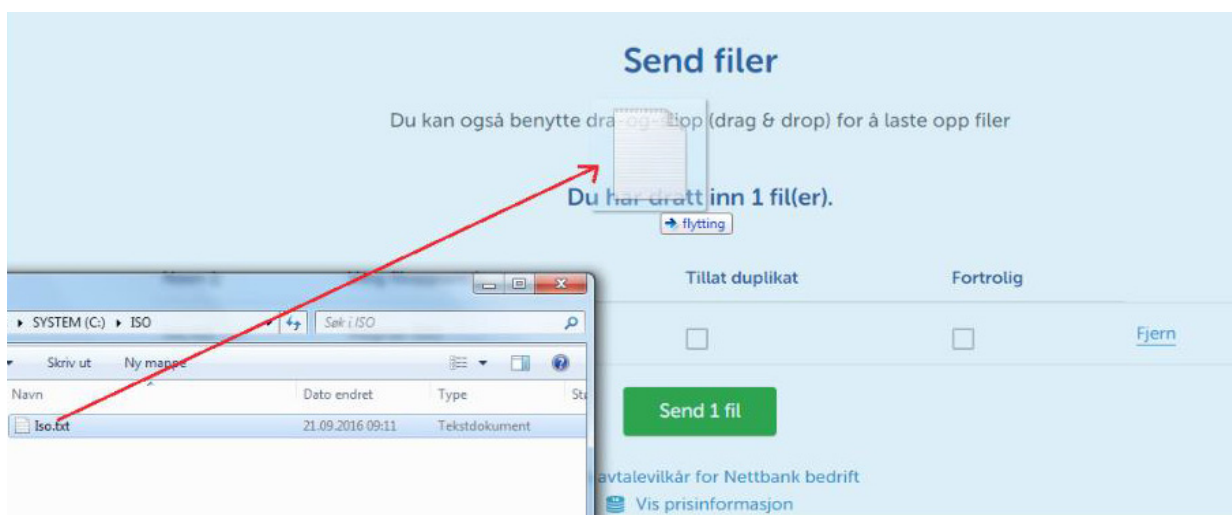 Send filer
Du kan også benytte dra-og-slipp (drag & drop) for å laste opp filer
Du har dratt inn 1 fil(er).
flytting
Tillat duplikat Fortrolig
SYSTEM (C:) ISO Søk i ISO
Fjern
Skriv ut Ny mappe
Navn Dato endret Type
Send 1 fil
Iso.txt 21.09.2016 09:11 Tekstdokument
avtalevilkår for Nettbank bedrift
Vis prisinformasjon